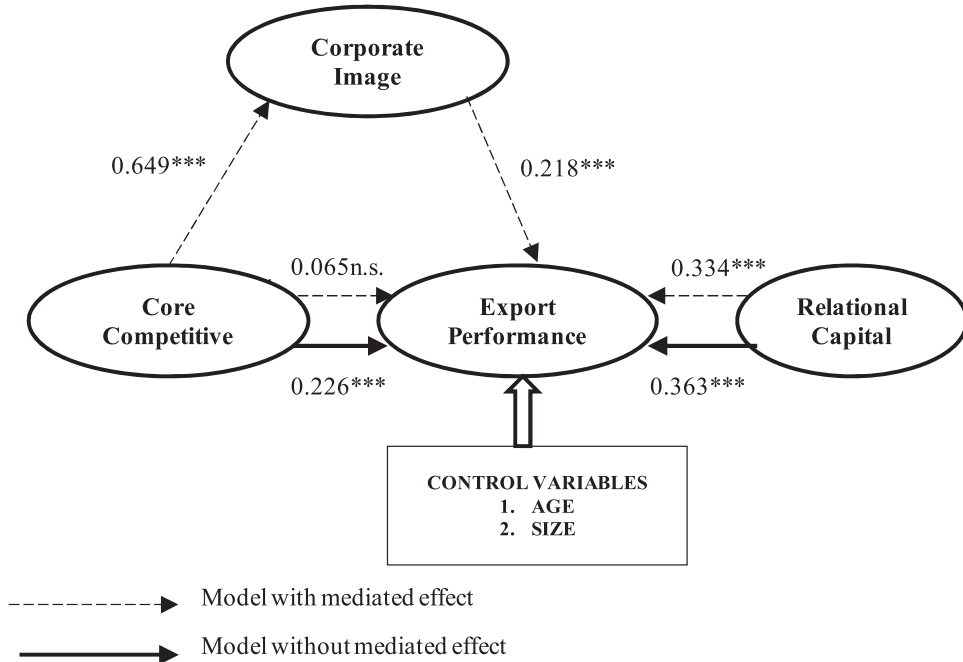 Corporate
Image
0.649***
0.218***
0.065n.s.
0.334***
Core
Competitive
Export
Performance
Relational
Capital
0.226***
0.363***
CONTROL VARIABLES
1. AGE
2. SIZE
Model with mediated effect
Model without mediated effect